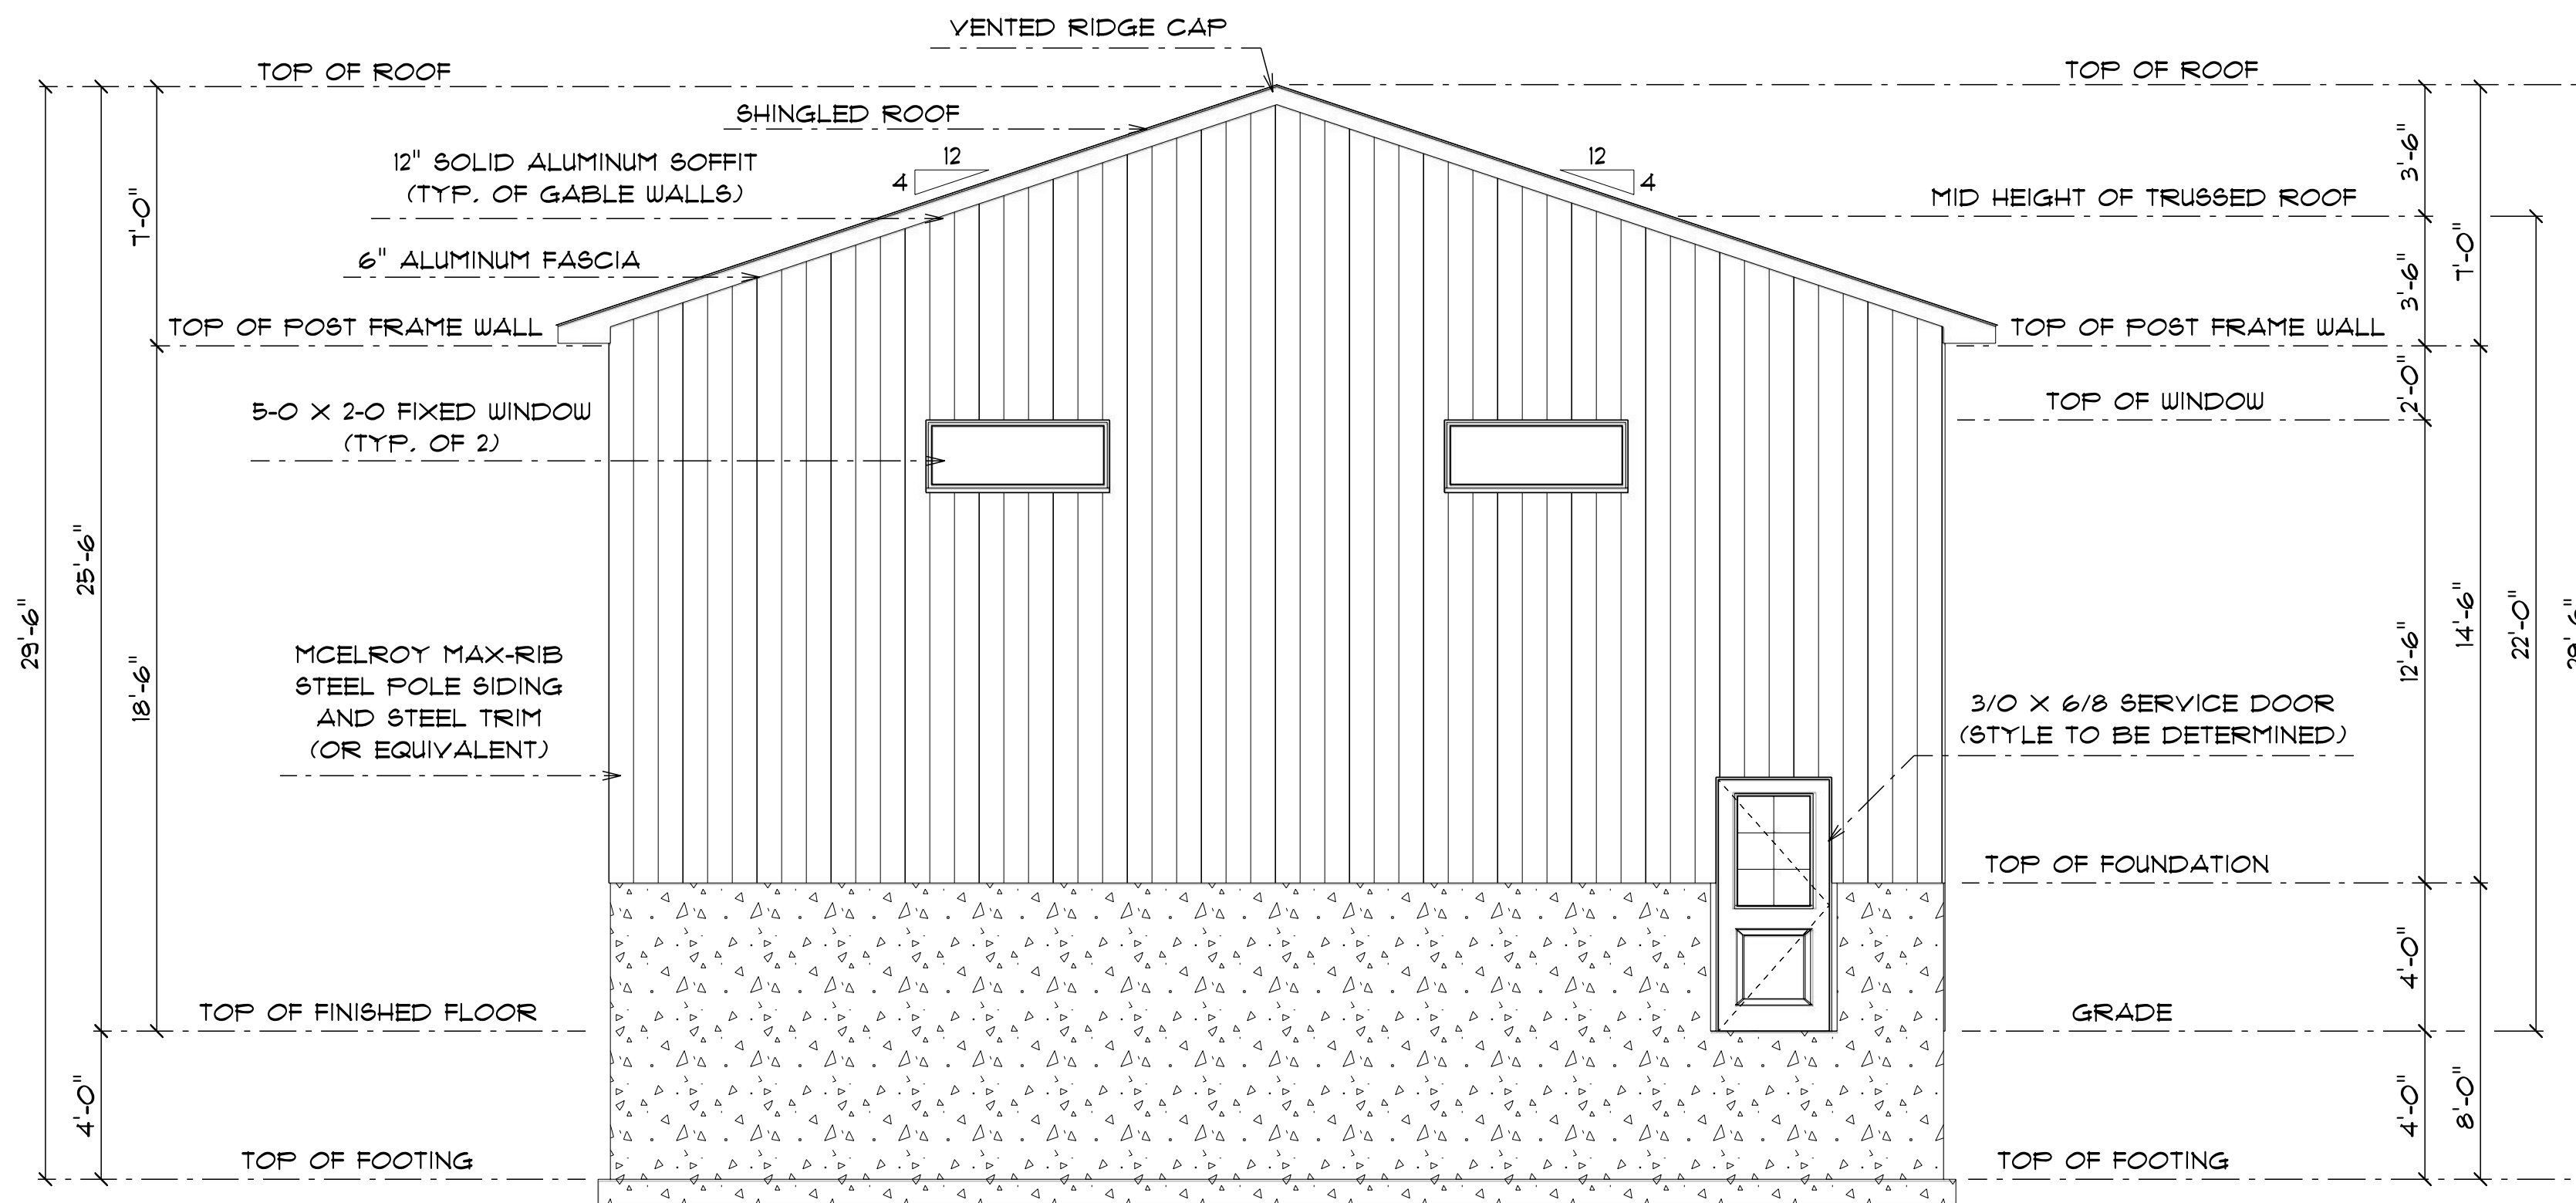 VENTED RIDGE CAP
TOP OF ROOF
TOP OF ROOF
SHINGLED ROOF
12" SOLID ALUMINUM SOFFIT
(TYP. OF GABLE WALLS)
12
4
12
4
3'-6"
MID HEIGHT OF TRUSSED ROOF
7'-0"
6" ALUMINUM FASCIA
3'-6"
7'-0"
TOP OF POST FRAME WALL
TOP OF POST FRAME WALL
2'-0"
5-0 X 2-0 FIXED WINDOW
(TYP. OF 2)
TOP OF WINDOW
25'-6"
29'-6"
18'-6"
MCELROY MAX-RIB
STEEL POLE SIDING
AND STEEL TRIM
(OR EQUIVALENT)
12'-6"
14'-6"
22'-0"
29'-6"
3/0 X 6/8 SERVICE DOOR
(STYLE TO BE DETERMINED)
TOP OF FOUNDATION
4'-0"
TOP OF FINISHED FLOOR
GRADE
4'-0"
4'-0"
8'-0"
TOP OF FOOTING
TOP OF FOOTING